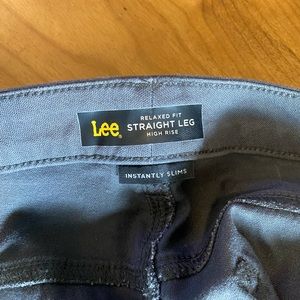 Lee.
RELAXED FIT
STRAIGHT LEG
HIGH RISE
INSTANTLY SLIMS